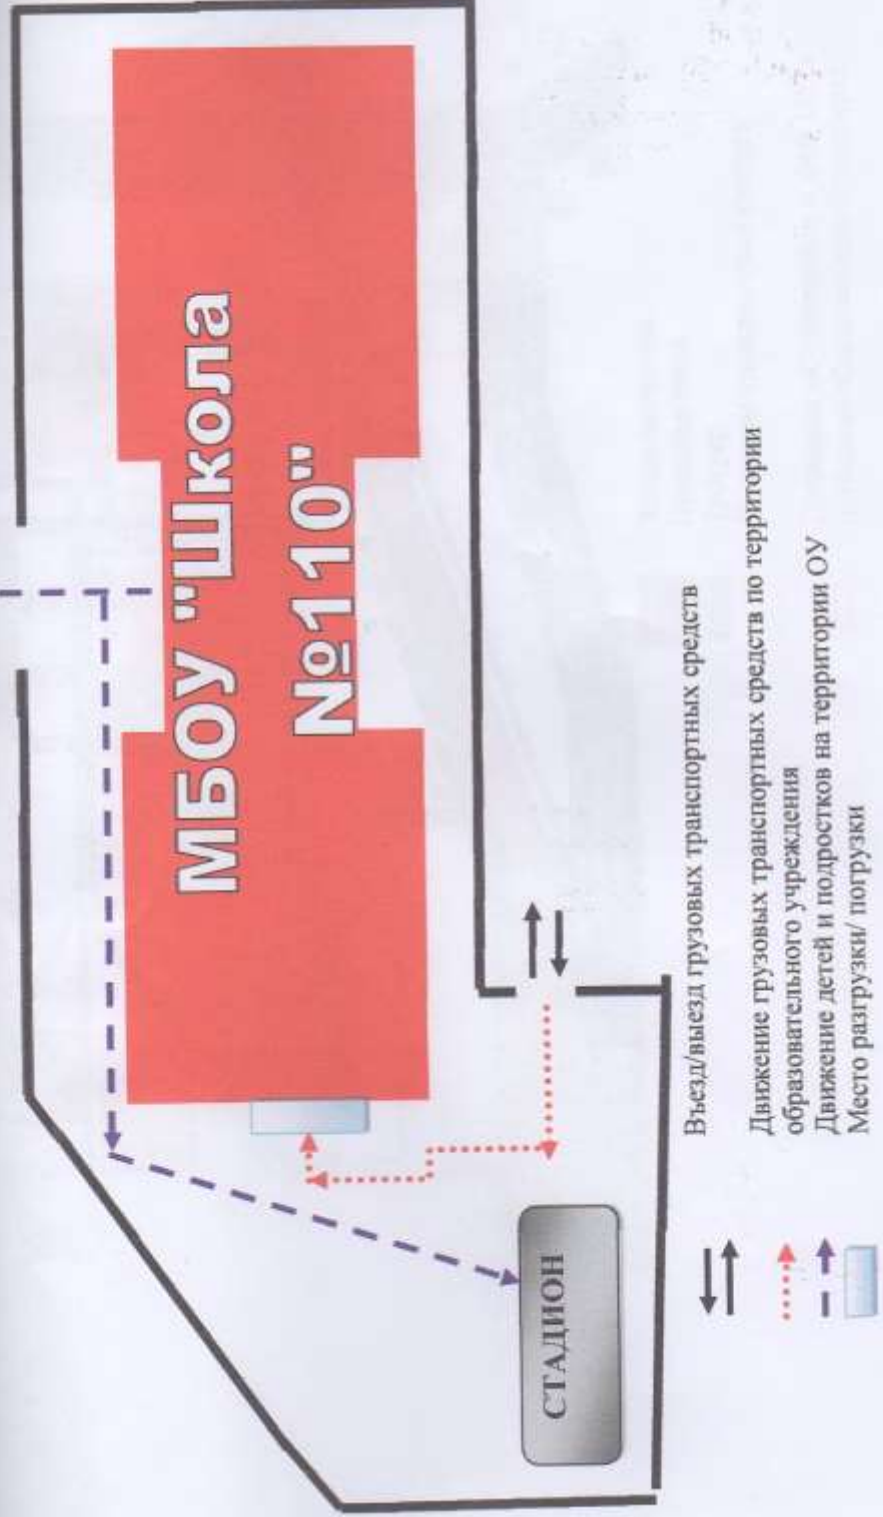 МБОУ "Школа
№110"
СТАДИОН
Въезд/выезд грузовых транспортных средств
Движение грузовых транспортных средств по территории
образовательного учреждения
Движение детей и подростков на территории ОУ
Место разгрузки/ погрузки